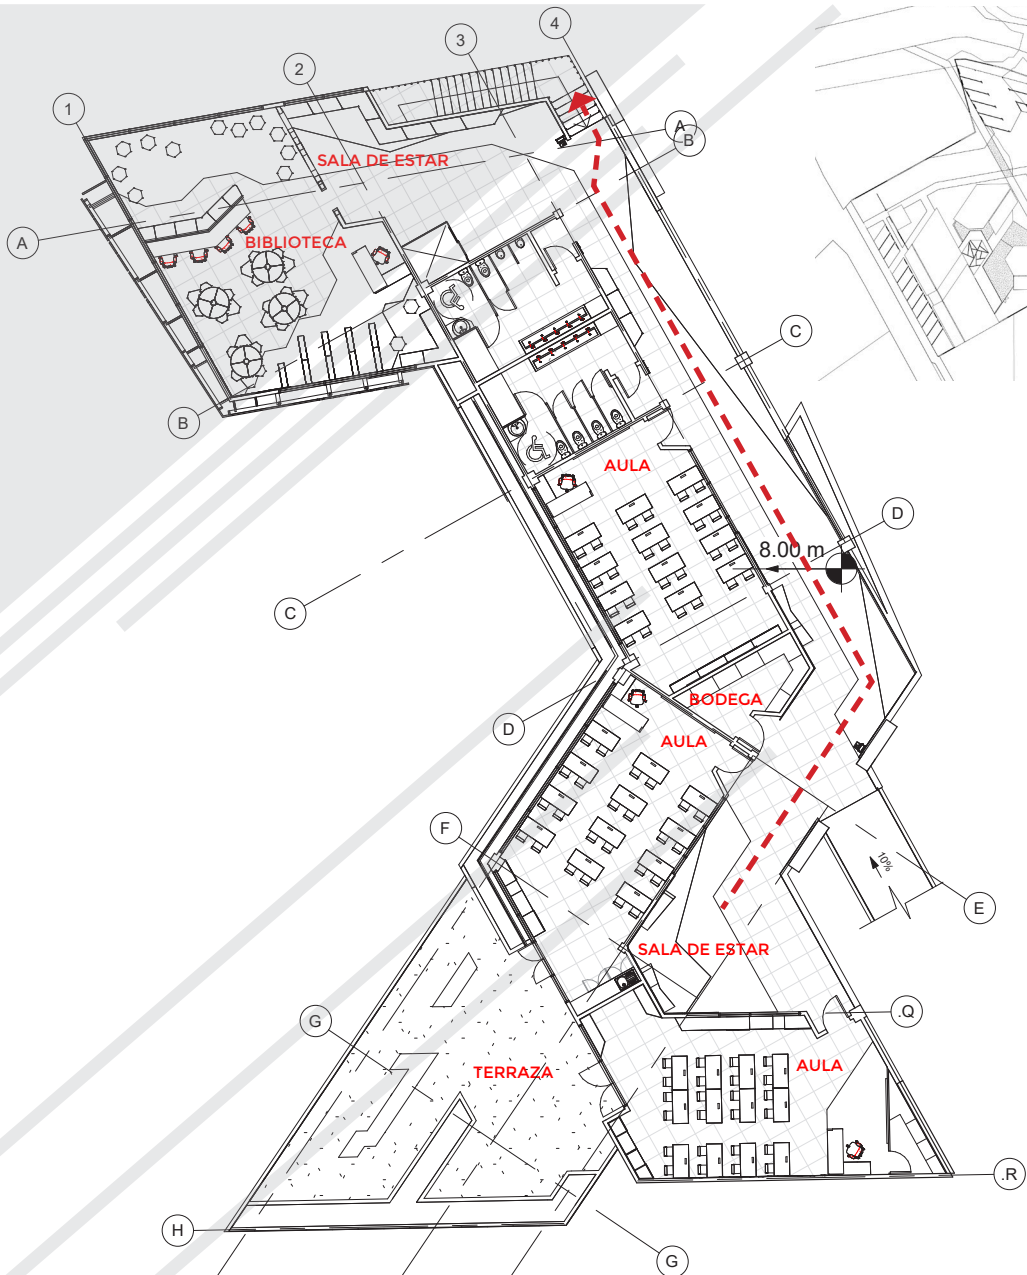 4
3
2
1
A
B
SALA DE ESTAR
A
BIBLIOTECA
C
B
AULA
D
8.00 m
C
BODEGA
D
AULA
F
10%
E
SALA DE ESTAR
G
.Q
TERRAZA
AULA
.R
H
G